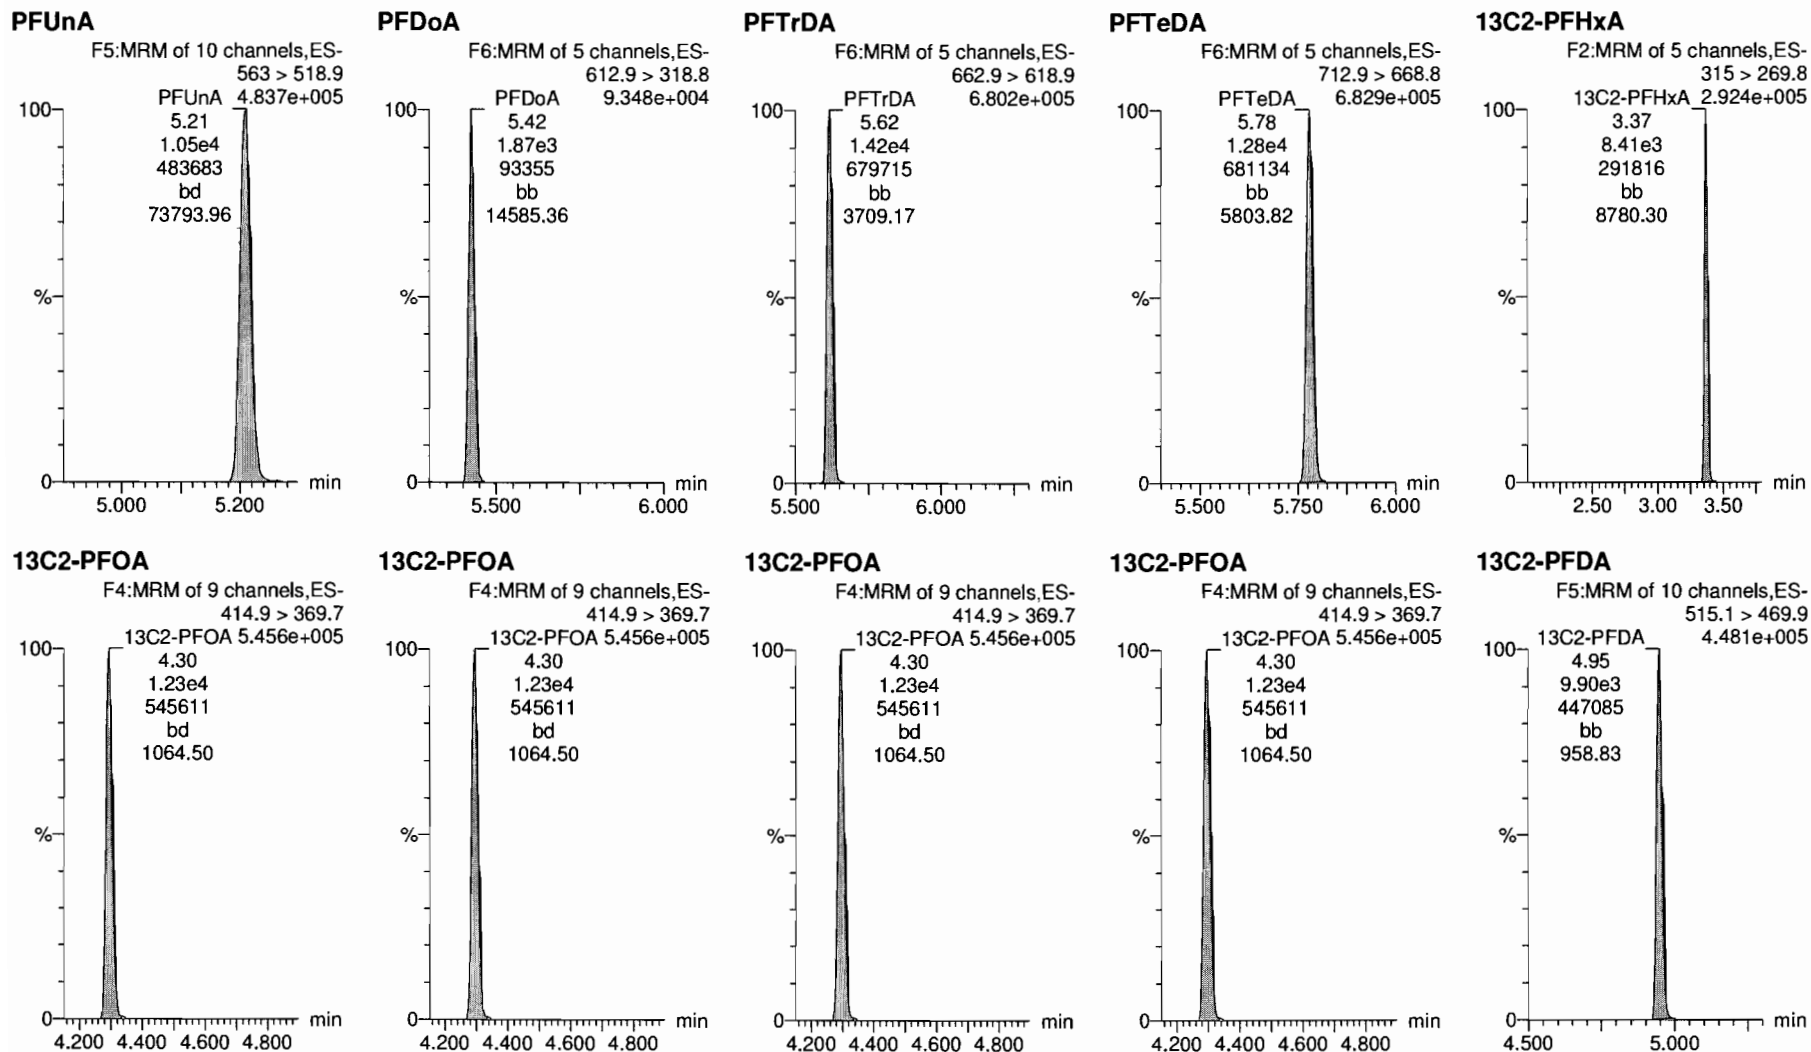 PFUnA
F5:MRM of 10 channels,ES-
563 > 518.9
PFUnA 4.837e+005
5.21
1.05e4
483683
bd
73793.96
100
%
0
min
5.000 5.200
PFDoA
F6:MRM of 5 channels,ES-
612.9 > 318.8
PFDoA 9.348e+004
5.42
1.87e3
93355
bb
14585.36
100
%
0
min
5.500 6.000
PFTrDA
F6:MRM of 5 channels,ES-
662.9 > 618.9
PFTrDA 6.802e+005
5.62
1.42e4
679715
bb
3709.17
100
%
0
min
5.500 6.000
PFTeDA
F6:MRM of 5 channels,ES-
712.9 > 668.8
PFTeDA 6.829e+005
5.78
1.28e4
681134
bb
5803.82
100
%
0
min
5.500 5.750 6.000
13C2-PFHxA
F2:MRM of 5 channels,ES-
315 > 269.8
13C2-PFHxA 2.924e+005
3.37
8.41e3
291816
bb
8780.30
100
%
0
min
2.50 3.00 3.50
13C2-PFOA
F4:MRM of 9 channels,ES-
414.9 > 369.7
13C2-PFOA 5.456e+005
4.30
1.23e4
545611
bd
1064.50
100
%
0
min
4.200 4.400 4.600 4.800
13C2-PFOA
F4:MRM of 9 channels,ES-
414.9 > 369.7
13C2-PFOA 5.456e+005
4.30
1.23e4
545611
bd
1064.50
100
%
0
min
4.200 4.400 4.600 4.800
13C2-PFOA
F4:MRM of 9 channels,ES-
414.9 > 369.7
13C2-PFOA 5.456e+005
4.30
1.23e4
545611
bd
1064.50
100
%
0
min
4.200 4.400 4.600 4.800
13C2-PFOA
F4:MRM of 9 channels,ES-
414.9 > 369.7
13C2-PFOA 5.456e+005
4.30
1.23e4
545611
bd
1064.50
100
%
0
min
4.200 4.400 4.600 4.800
13C2-PFDA
F5:MRM of 10 channels,ES-
515.1 > 469.9
13C2-PFDA 4.481e+005
4.95
9.90e3
447085
bb
958.83
100
%
0
min
4.500 5.000